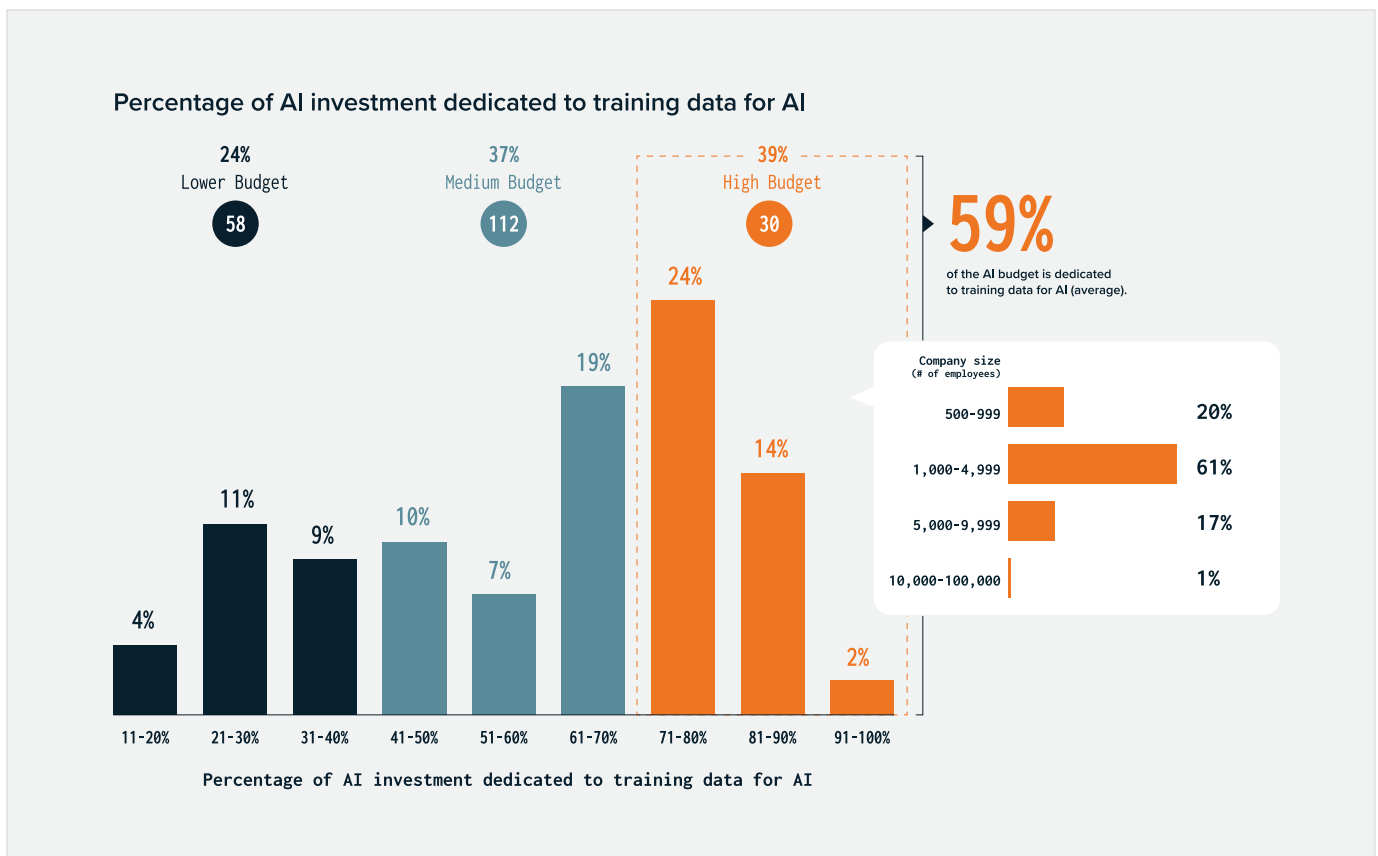 Percentage of AI investment dedicated to training data for AI
24%
Lower Budget
58
37%
Medium Budget
112
39%
High Budget
30
59%
of the AI budget is dedicated
to training data for AI (average).
4%
11%
9%
10%
7%
19%
24%
14%
2%
Company size
(# of employees)
500-999 20%
1,000-4,999 61%
5,000-9,999 17%
10,000-100,000 1%
11-20% 21-30% 31-40% 41-50% 51-60% 61-70% 71-80% 81-90% 91-100%
Percentage of AI investment dedicated to training data for AI